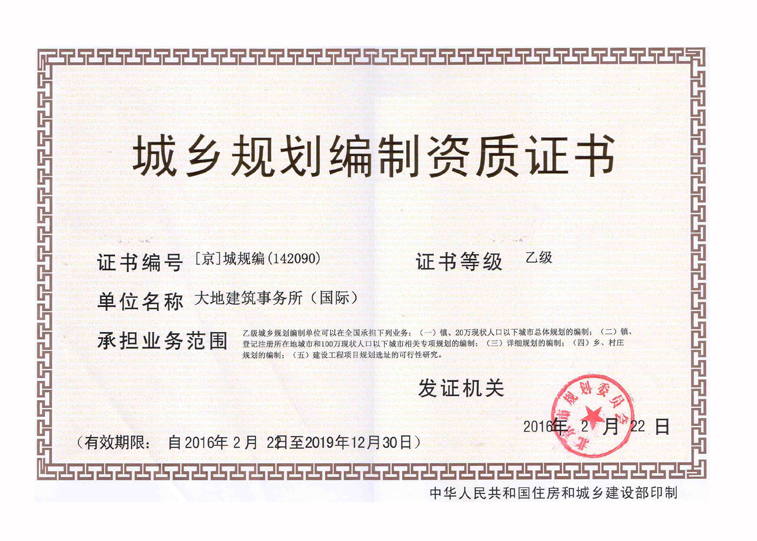 城乡规划编制资质证书
证书编号 [京]城规编(142090) 证书等级 乙级
单位名称 大地建筑事务所（国际）
承担业务范围 乙级城乡规划编制单位可以在全国承担下列业务：（一）镇、20万现状人口以下城市总体规划的编制；（二）镇、
登记注册所在地城市和100万现状人口以下城市相关专项规划的编制；（三）详细规划的编制；（四）乡、村庄
规划的编制；（五）建设工程项目规划选址的可行性研究。
发证机关
北京市规划委员会
2016年 2 月 22 日
（有效期限： 自2016年2月 22日至2019年12月30日）
中华人民共和国住房和城乡建设部印制